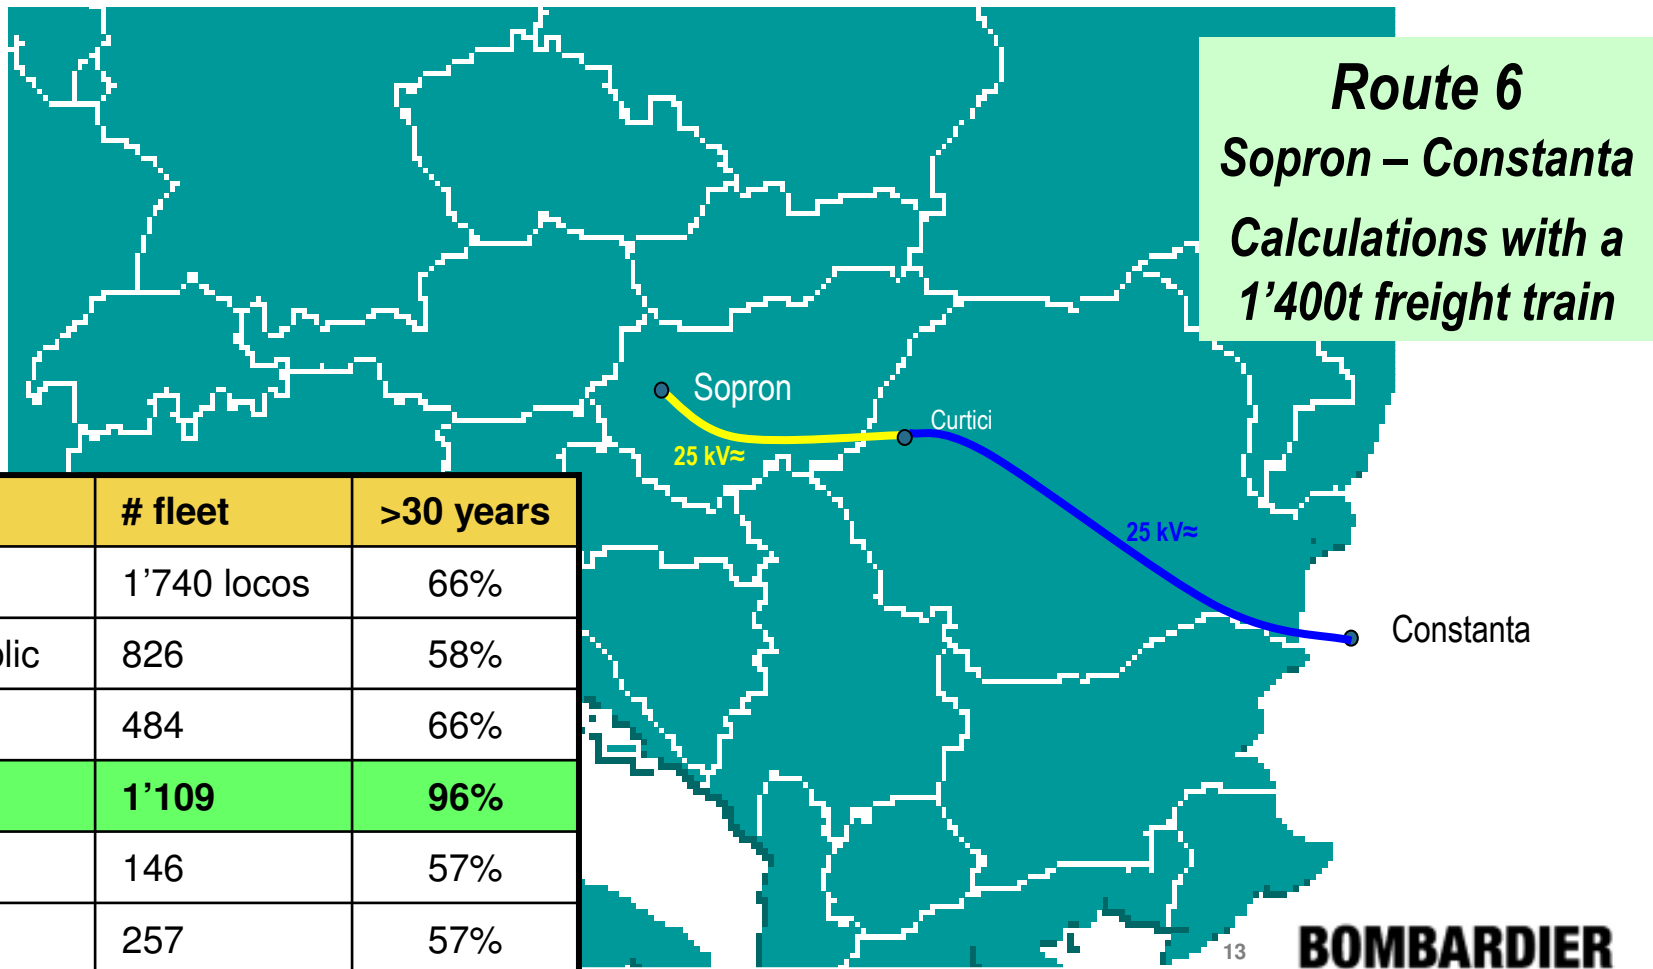 Route 6
Sopron – Constanta
Calculations with a
1’400t freight train
Sopron
Curtici
25 kV≈
25 kV≈
Constanta
# fleet >30 years
1’740 locos 66%
lic 826 58%
484 66%
1’109 96%
146 57%
257 57%
13
BOMBARDIER